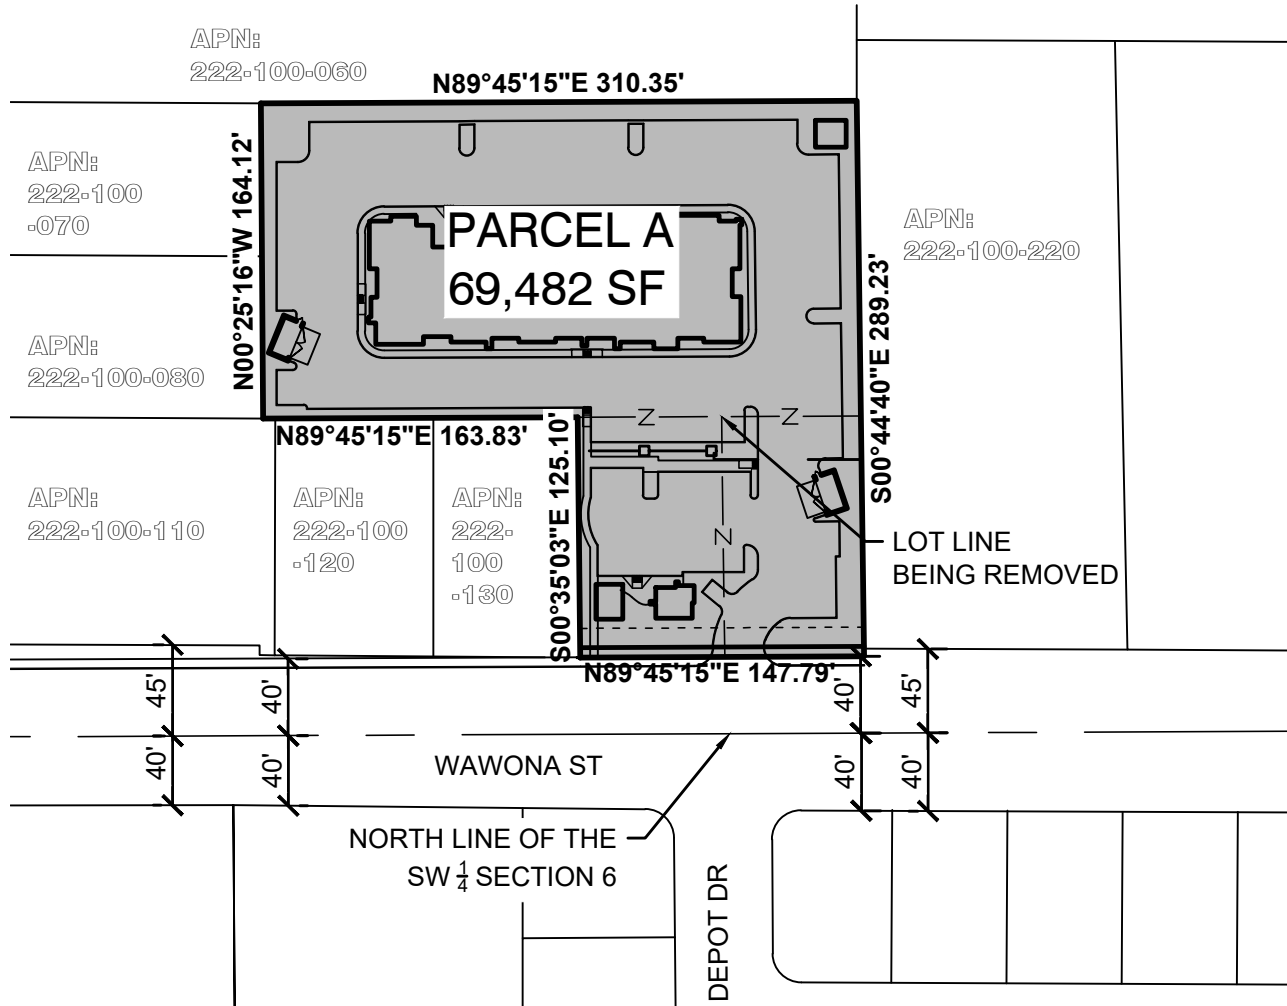 APN:
222-100-060
N89°45'15"E 310.35'
APN:
222-100
-070
N00°25'16"W 164.12'
PARCEL A
69,482 SF
APN:
222-100-220
S00°44'40"E 289.23'
APN:
222-100-080
N89°45'15"E 163.83'
S00°35'03"E 125.10'
Z
Z
Z
APN:
222-100-110
APN:
222-100
-120
APN:
222-
100
-130
LOT LINE
BEING REMOVED
N89°45'15"E 147.79'
45'
40'
40'
45'
40'
40'
40'
40'
WAWONA ST
NORTH LINE OF THE
SW 1/4 SECTION 6
DEPOT DR